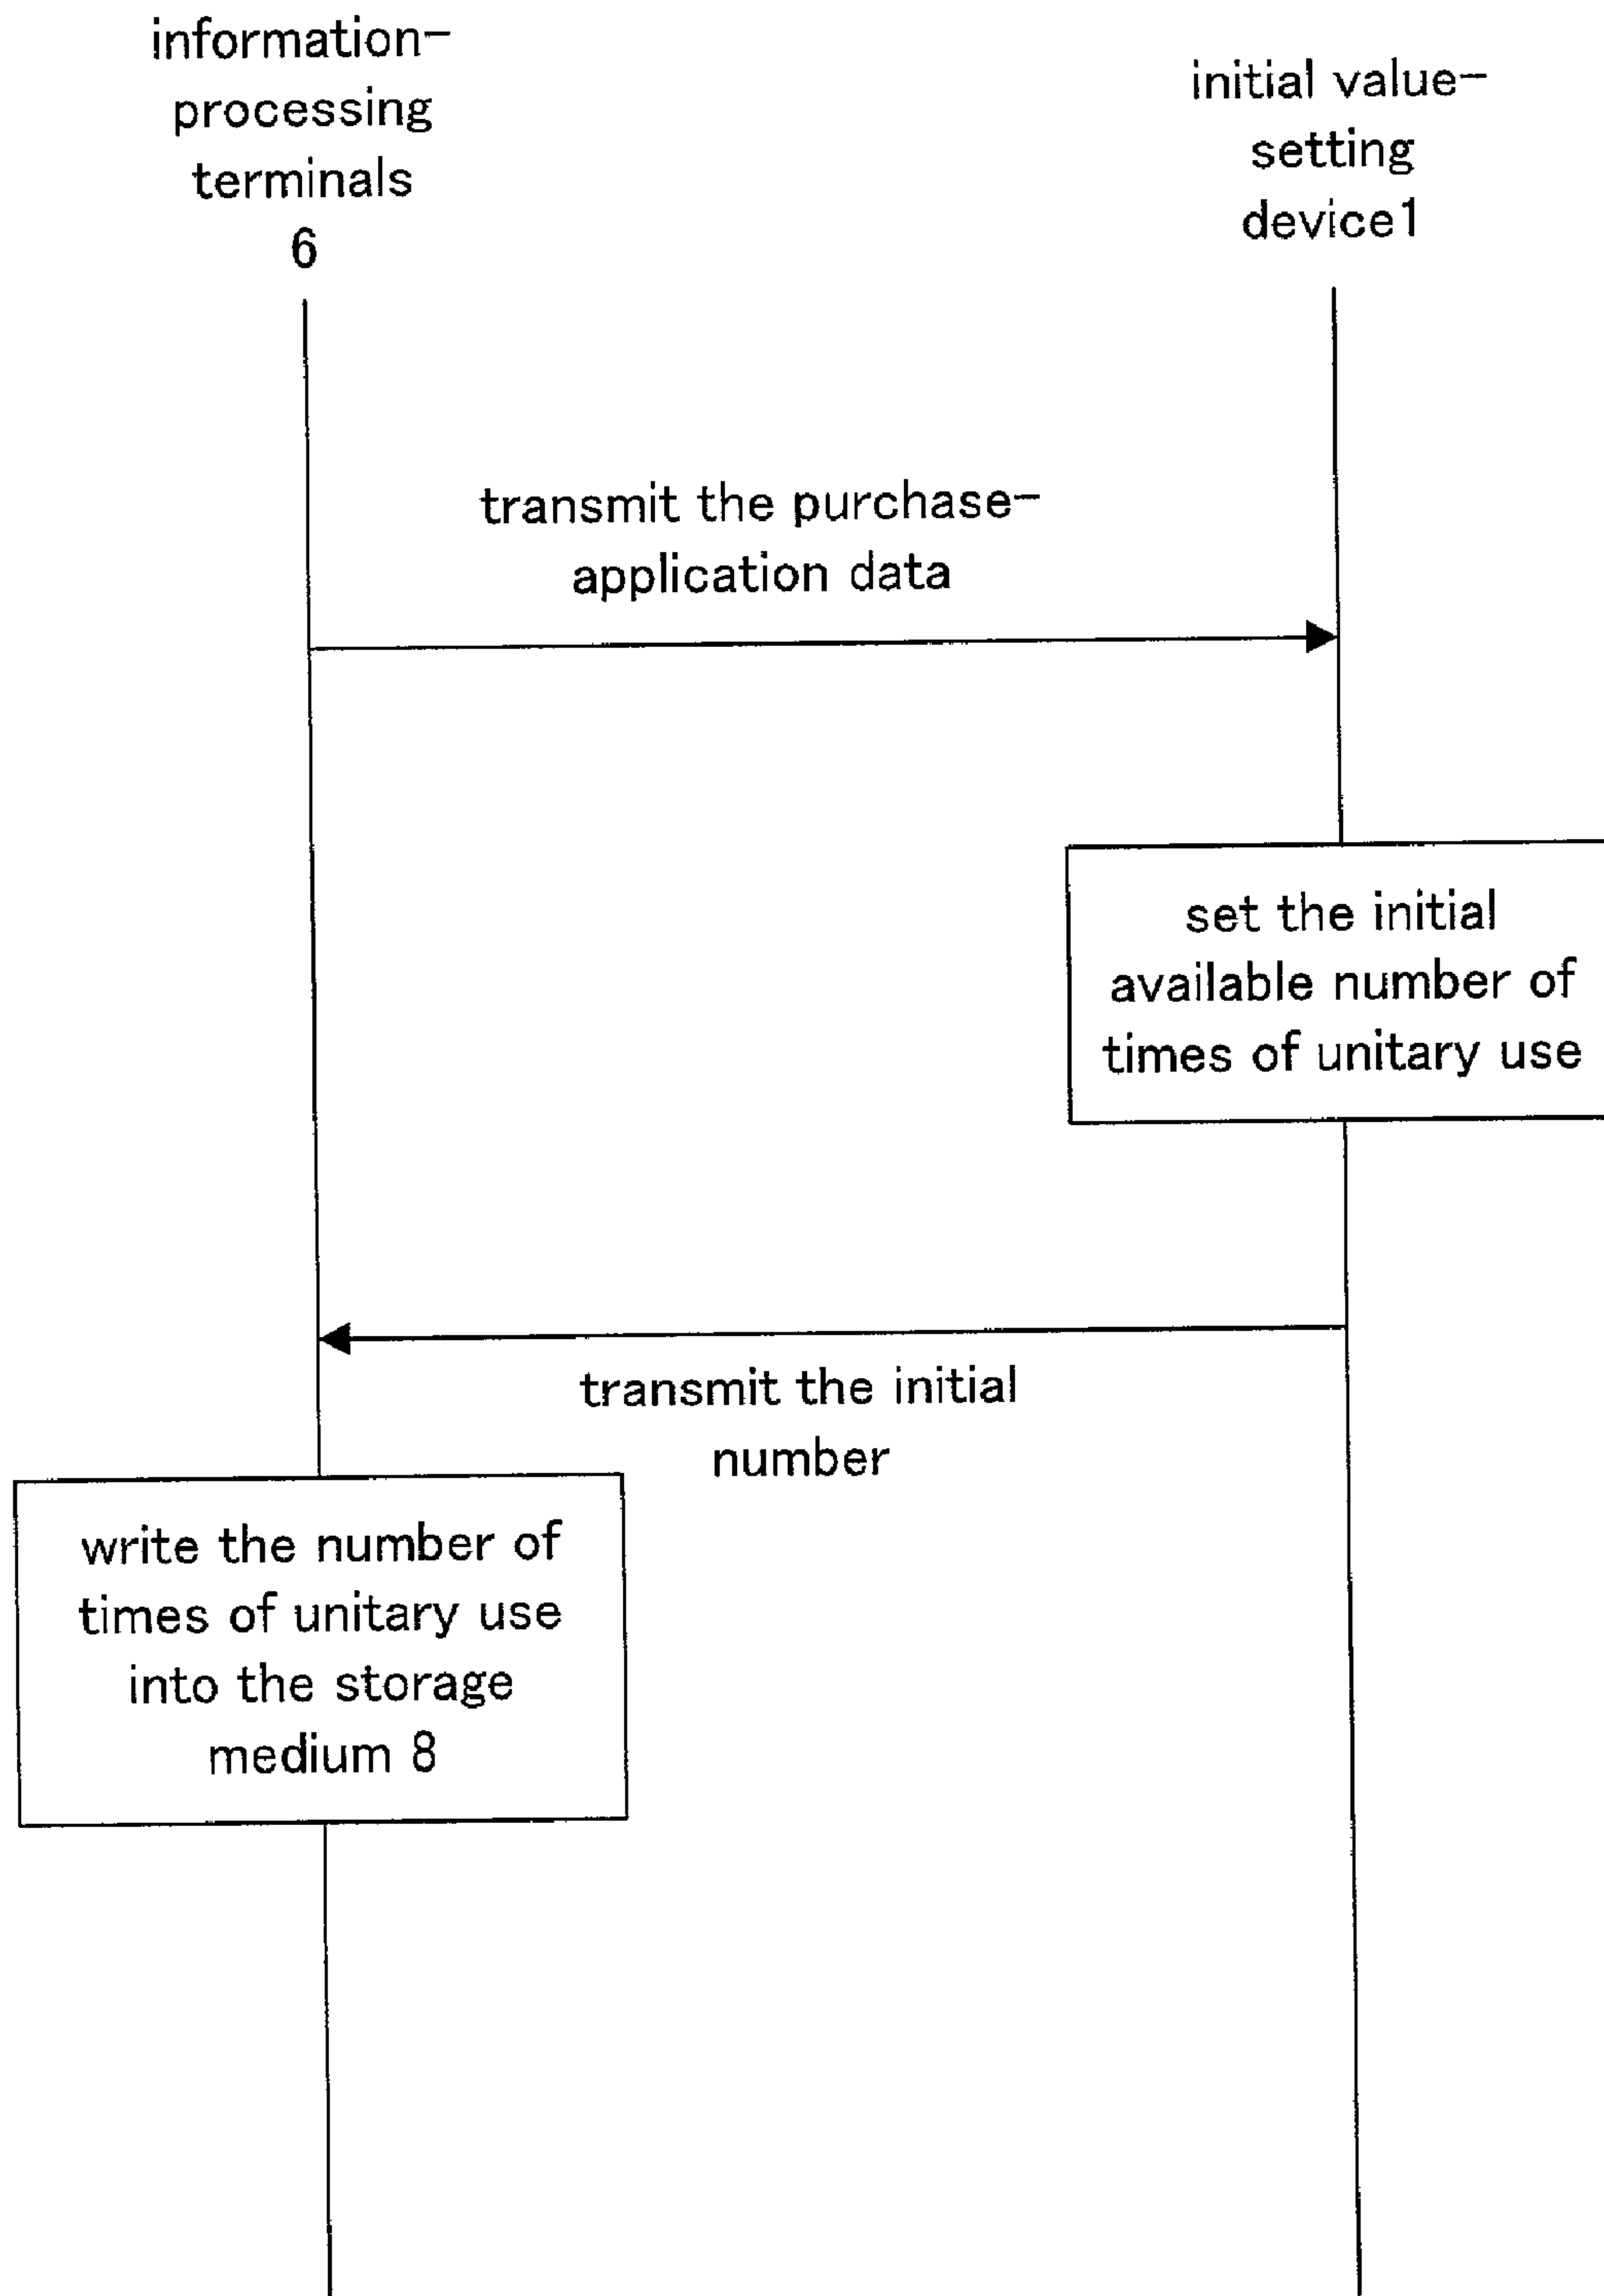 information-
processing
terminals
6
initial value-
setting
device1
transmit the purchase-
application data
set the initial
available number of
times of unitary use
transmit the initial
number
write the number of
times of unitary use
into the storage
medium 8